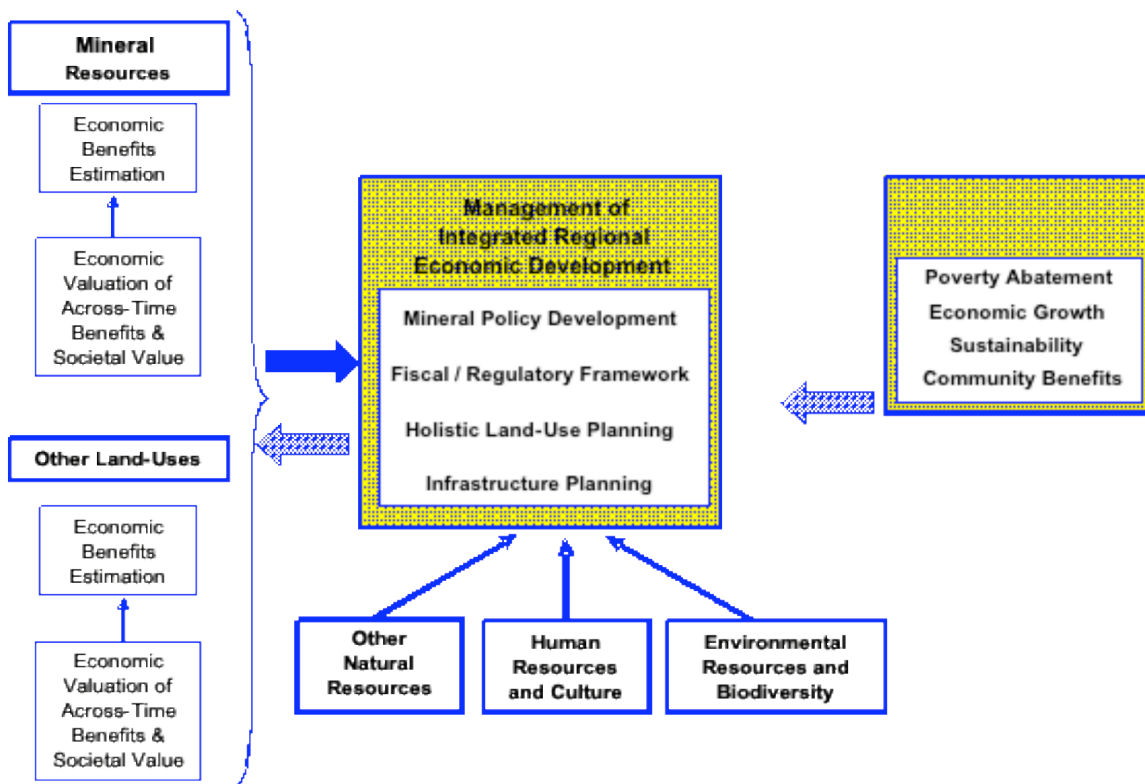 Mineral
Resources
Economic
Benefits
Estimation
Economic
Valuation of
Across-Time
Benefits &
Societal Value
Other Land-Uses
Economic
Benefits
Estimation
Economic
Valuation of
Across-Time
Benefits &
Societal Value
Management of
Integrated Regional
Economic Development
Mineral Policy Development
Fiscal / Regulatory Framework
Holistic Land-Use Planning
Infrastructure Planning
Other
Natural
Resources
Human
Resources
and Culture
Environmental
Resources and
Biodiversity
Poverty Abatement
Economic Growth
Sustainability
Community Benefits